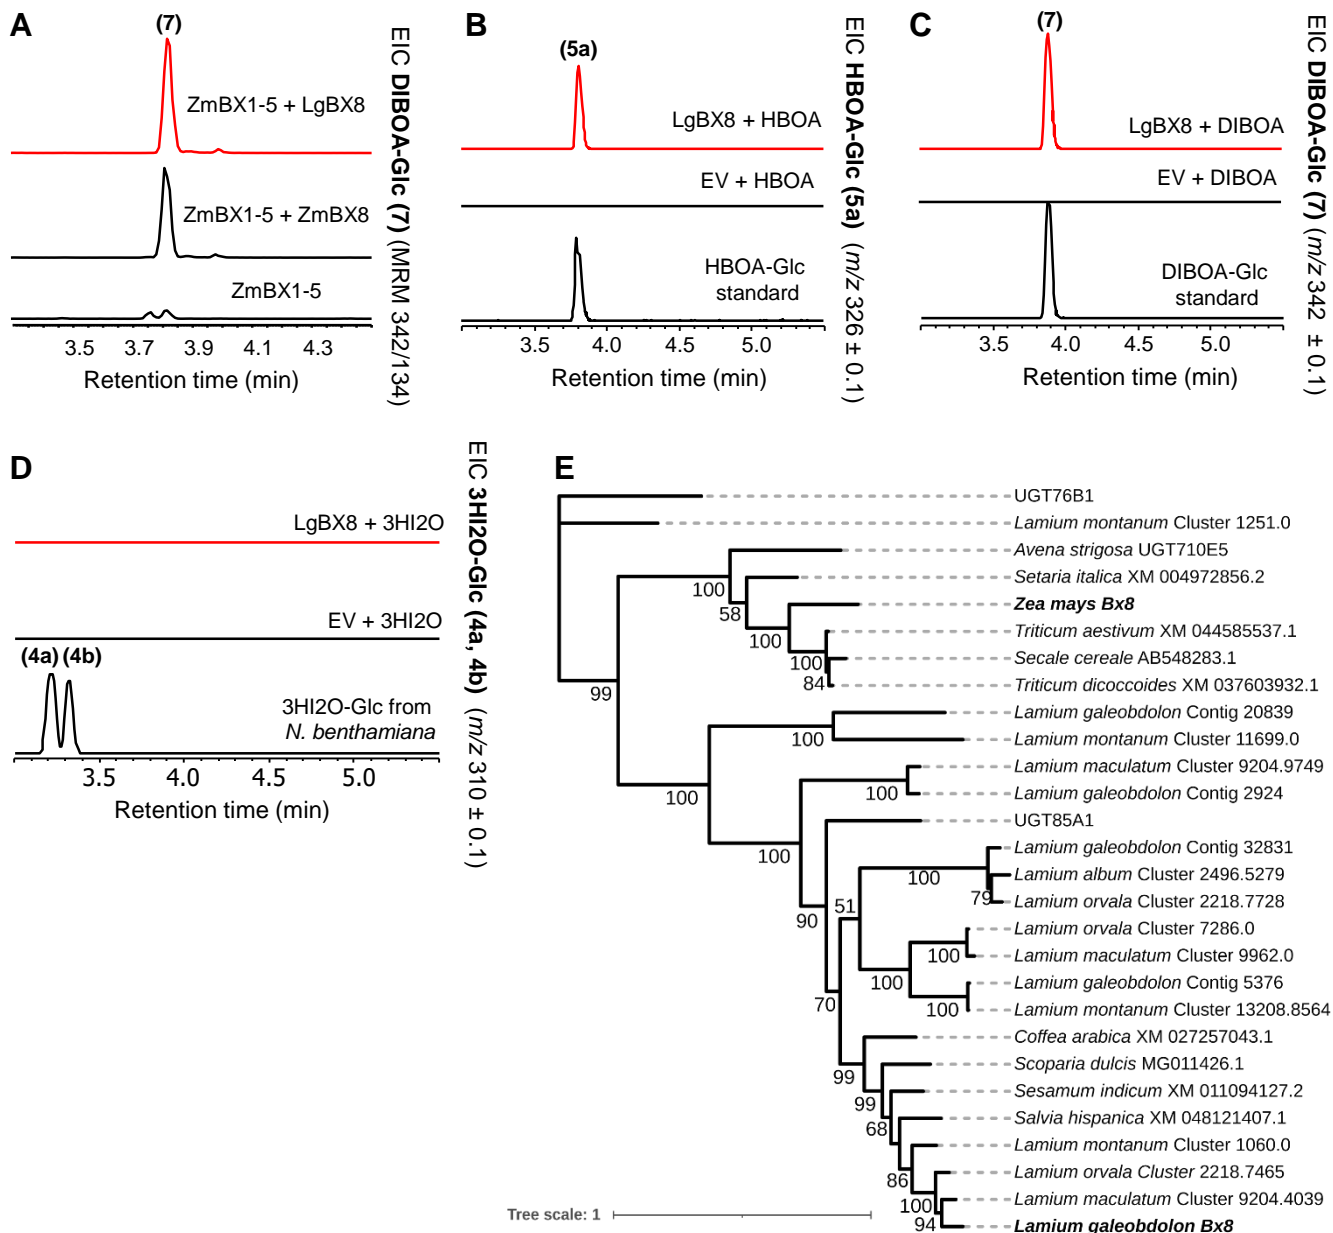 A
(7)
ZmBX1-5 + LgBX8
ZmBX1-5 + ZmBX8
ZmBX1-5
3.5 3.7 3.9 4.1 4.3
Retention time (min)
EIC DIBOA-Glc (7) (MRM 342/134)
B
(5a)
LgBX8 + HBOA
EV + HBOA
HBOA-Glc
standard
3.5 4.0 4.5 5.0
Retention time (min)
EIC HBOA-Glc (5a) (m/z 326 ± 0.1)
C
(7)
LgBX8 + DIBOA
EV + DIBOA
DIBOA-Glc
standard
3.5 4.0 4.5 5.0
Retention time (min)
EIC DIBOA-Glc (7) (m/z 342 ± 0.1)
D
LgBX8 + 3HI2O
EV + 3HI2O
(4a) (4b)
3HI2O-Glc from
N. benthamiana
3.5 4.0 4.5 5.0
Retention time (min)
EIC 3HI2O-Glc (4a, 4b) (m/z 310 ± 0.1)
E
UGT76B1
Lamium montanum Cluster 1251.0
Avena strigosa UGT710E5
100
Setaria italica XM 004972856.2
58
Zea mays Bx8
100
Triticum aestivum XM 044585537.1
100
Secale cereale AB548283.1
84
Triticum dicoccoides XM 037603932.1
99
Lamium galeobdolon Contig 20839
100
Lamium montanum Cluster 11699.0
Lamium maculatum Cluster 9204.9749
100
100
Lamium galeobdolon Contig 2924
UGT85A1
Lamium galeobdolon Contig 32831
100
100
Lamium album Cluster 2496.5279
79
Lamium orvala Cluster 2218.7728
51
90
Lamium orvala Cluster 7286.0
100
Lamium maculatum Cluster 9962.0
100
Lamium galeobdolon Contig 5376
70
100
Lamium montanum Cluster 13208.8564
Coffea arabica XM 027257043.1
Scoparia dulcis MG011426.1
99
Sesamum indicum XM 011094127.2
99
Salvia hispanica XM 048121407.1
68
Lamium montanum Cluster 1060.0
Lamium orvala Cluster 2218.7465
86
Lamium maculatum Cluster 9204.4039
100
94
Lamium galeobdolon Bx8
Tree scale: 1